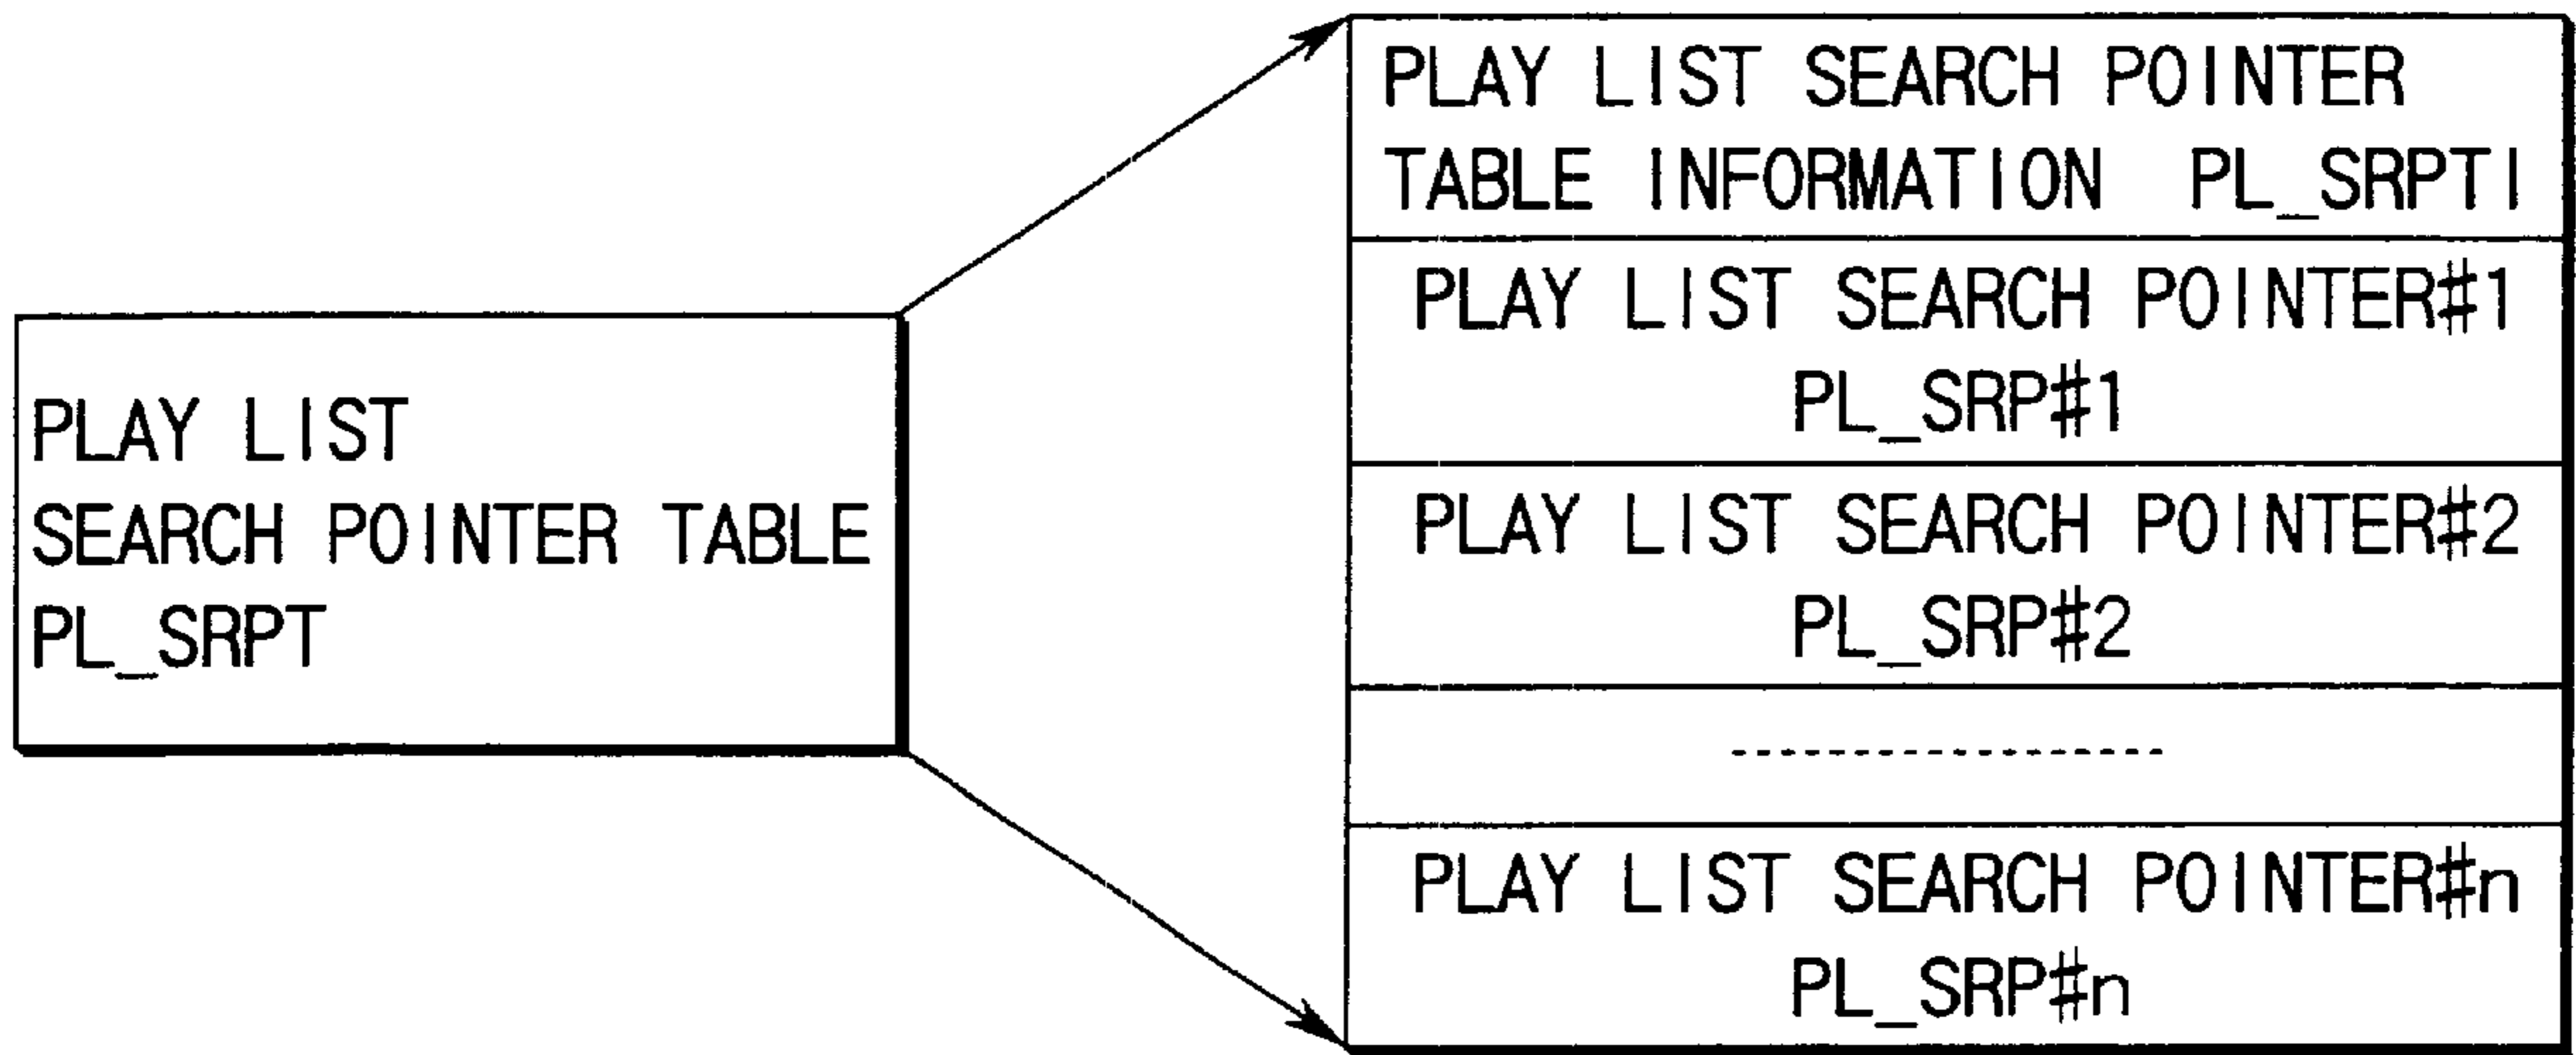 PLAY LIST
SEARCH POINTER TABLE
PL_SRPT
PLAY LIST SEARCH POINTER
TABLE INFORMATION PL_SRPTI
PLAY LIST SEARCH POINTER#1
PL_SRP#1
PLAY LIST SEARCH POINTER#2
PL_SRP#2
PLAY LIST SEARCH POINTER#n
PL_SRP#n